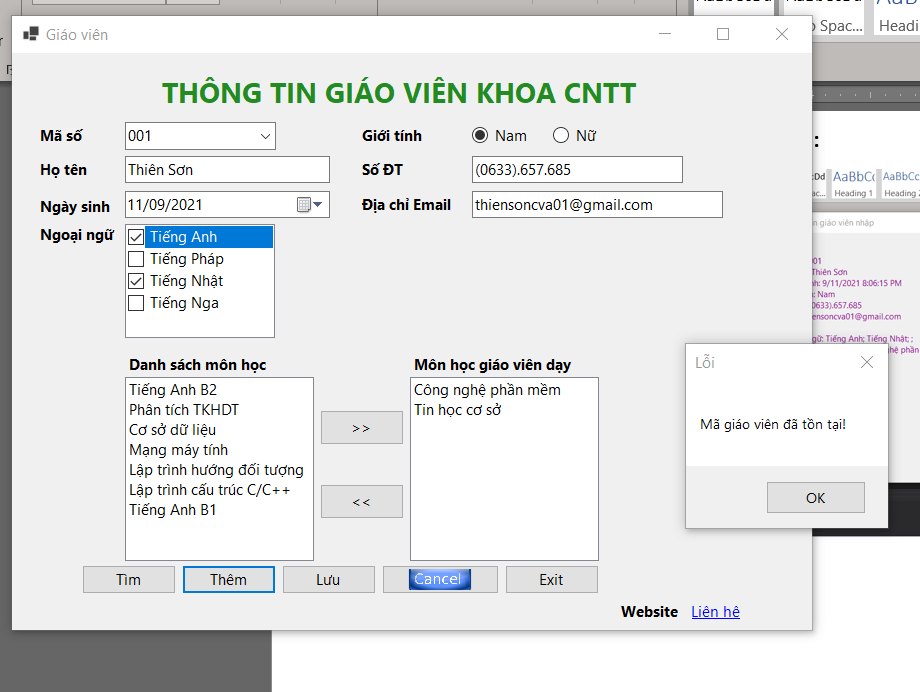 Giáo viên
THÔNG TIN GIÁO VIÊN KHOA CNTT
Mã số 001 Giới tính Nam Nữ
Họ tên Thiên Sơn Số ĐT (0633).657.685
Ngày sinh 11/09/2021 Địa chỉ Email thiensoncva01@gmail.com
Ngoại ngữ Tiếng Anh
Tiếng Pháp
Tiếng Nhật
Tiếng Nga
Danh sách môn học
Tiếng Anh B2
Phân tích TKHDT
Cơ sở dữ liệu
Mạng máy tính
Lập trình hướng đối tượng
Lập trình cấu trúc C/C++
Tiếng Anh B1
>>
<<
Môn học giáo viên dạy
Công nghệ phần mềm
Tin học cơ sở
Tìm Thêm Lưu Cancel Exit
Website Liên hê
Lỗi
Mã giáo viên đã tồn tại!
OK
Spac... Headi
AaBbC AaBbC
Heading 1 Heading
n giáo viên nhập
01
Thiên Sơn
h: 9/11/2021 8:06:15 PM
: Nam
0633).657.685
iensoncva01@gmail.com
gữ: Tiếng Anh; Tiếng Nhật; ;
hệ phần